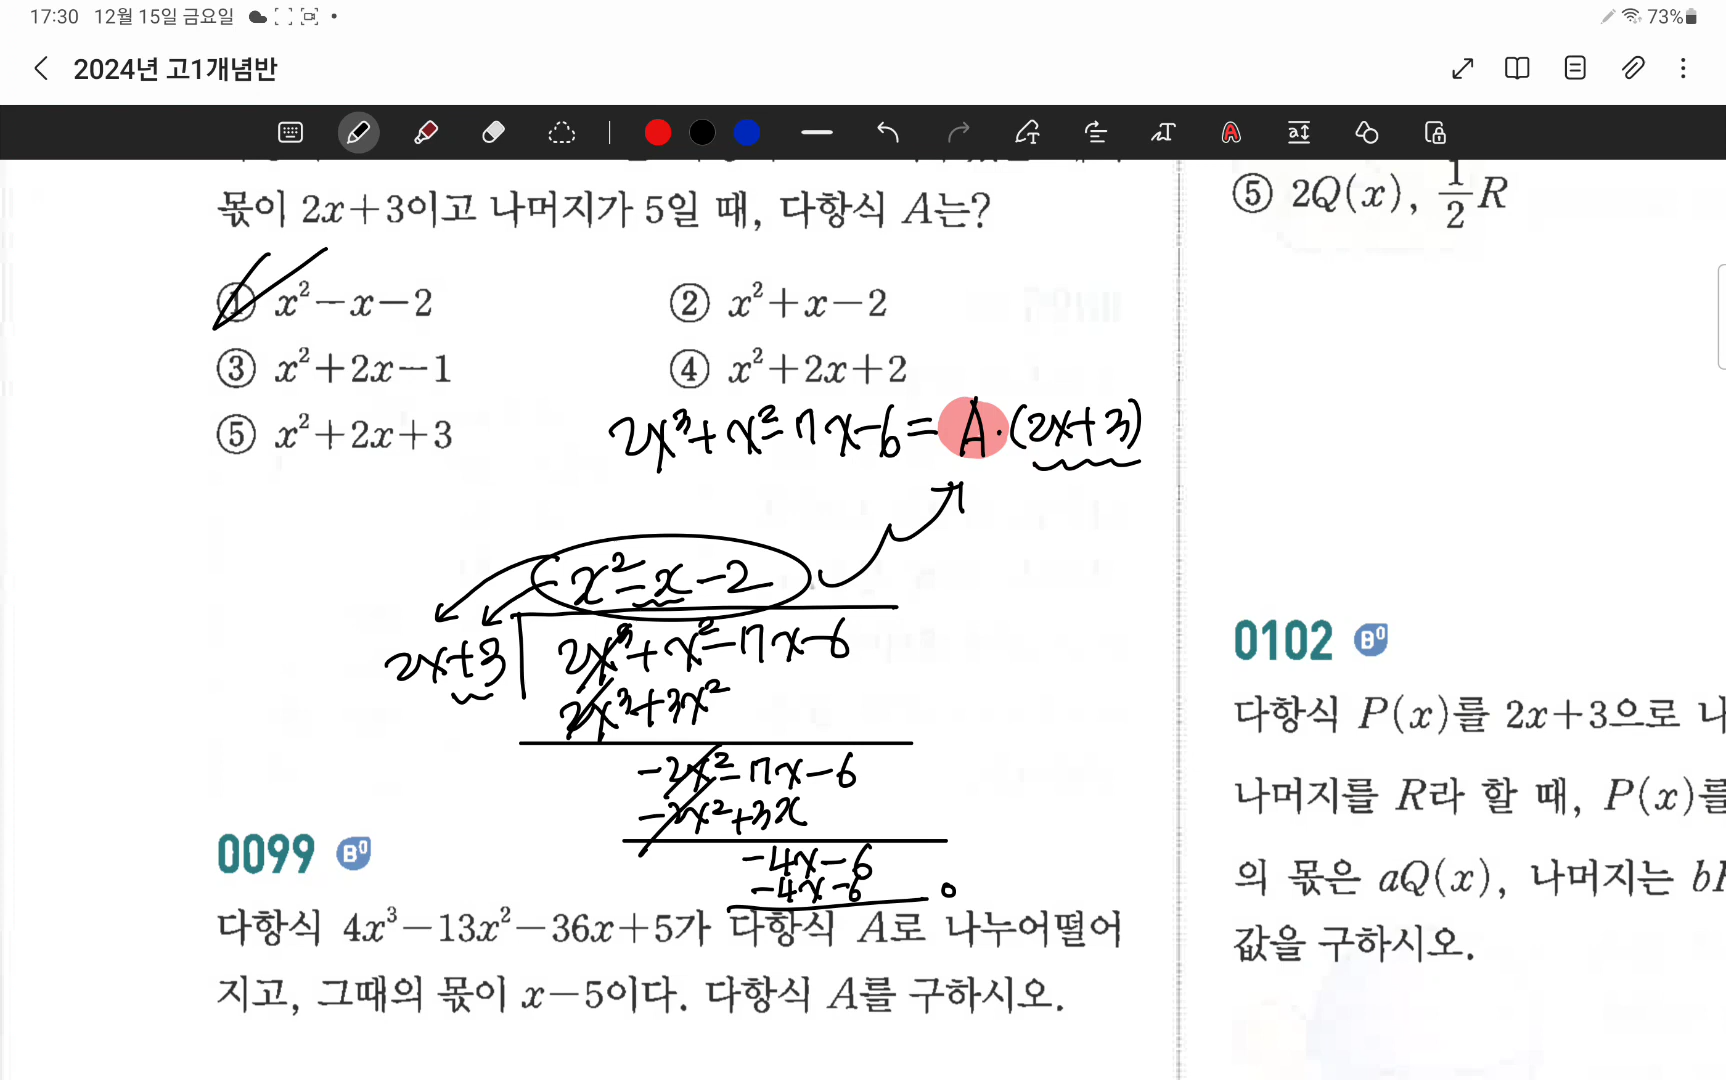 17:30 12월 15일 금요일
73%
2024년 고1개념반
몫이 2x+3이고 나머지가 5일 때, 다항식 A는?
① x²-x-2 ② x²+x-2
③ x²+2x-1 ④ x²+2x+2
⑤ x²+2x+3
2x³+x²-7x-6=A·(2x+3)
x²-x-2
2x+3 2x³+x²-7x-6
2x³+3x²
-2x²-7x-6
-2x²+3x
-4x-6
-4x-6
0
0099 B0
다항식 4x³-13x²-36x+5가 다항식 A로 나누어떨어
지고, 그때의 몫이 x-5이다. 다항식 A를 구하시오.
⑤ 2Q(x), 1/2 R
0102 B0
다항식 P(x)를 2x+3으로 나
나머지를 R라 할 때, P(x)를
의 몫은 aQ(x), 나머지는 b
값을 구하시오.